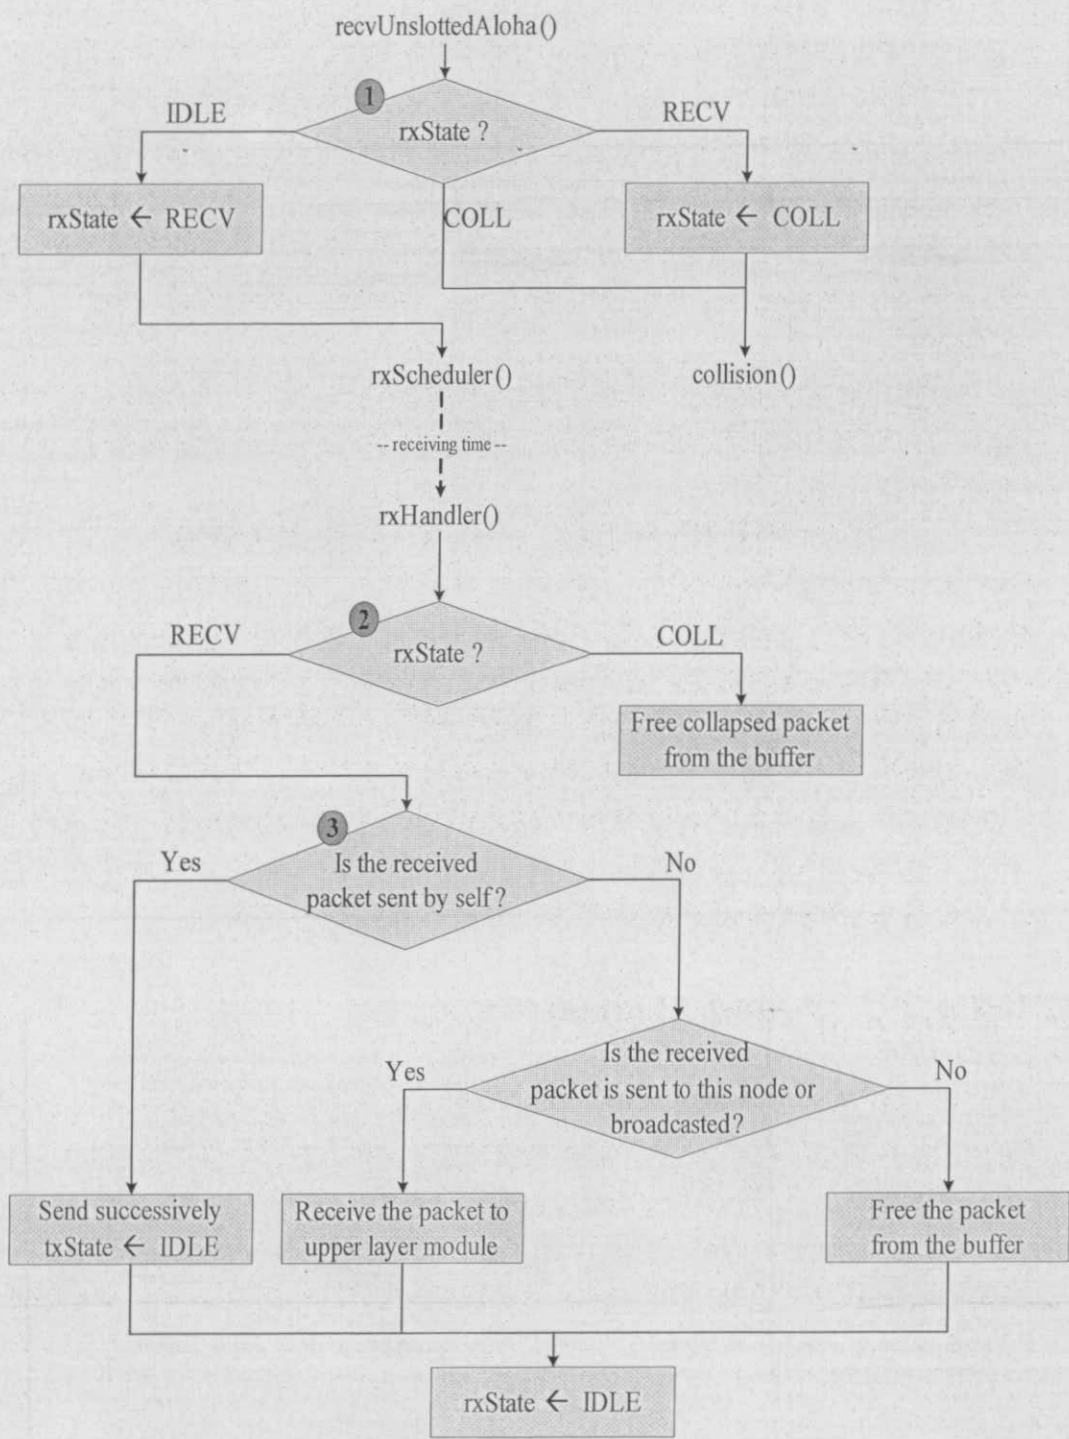 recvUnslottedAloha()
1
IDLE
rxState ?
RECV
rxState ← RECV
COLL
rxState ← COLL
rxScheduler()
collision()
-- receiving time --
rxHandler()
2
RECV
rxState ?
COLL
Free collapsed packet
from the buffer
3
Yes
Is the received
packet sent by self?
No
Is the received
packet is sent to this node or
broadcasted?
Yes
No
Send successively
txState ← IDLE
Receive the packet to
upper layer module
Free the packet
from the buffer
rxState ← IDLE